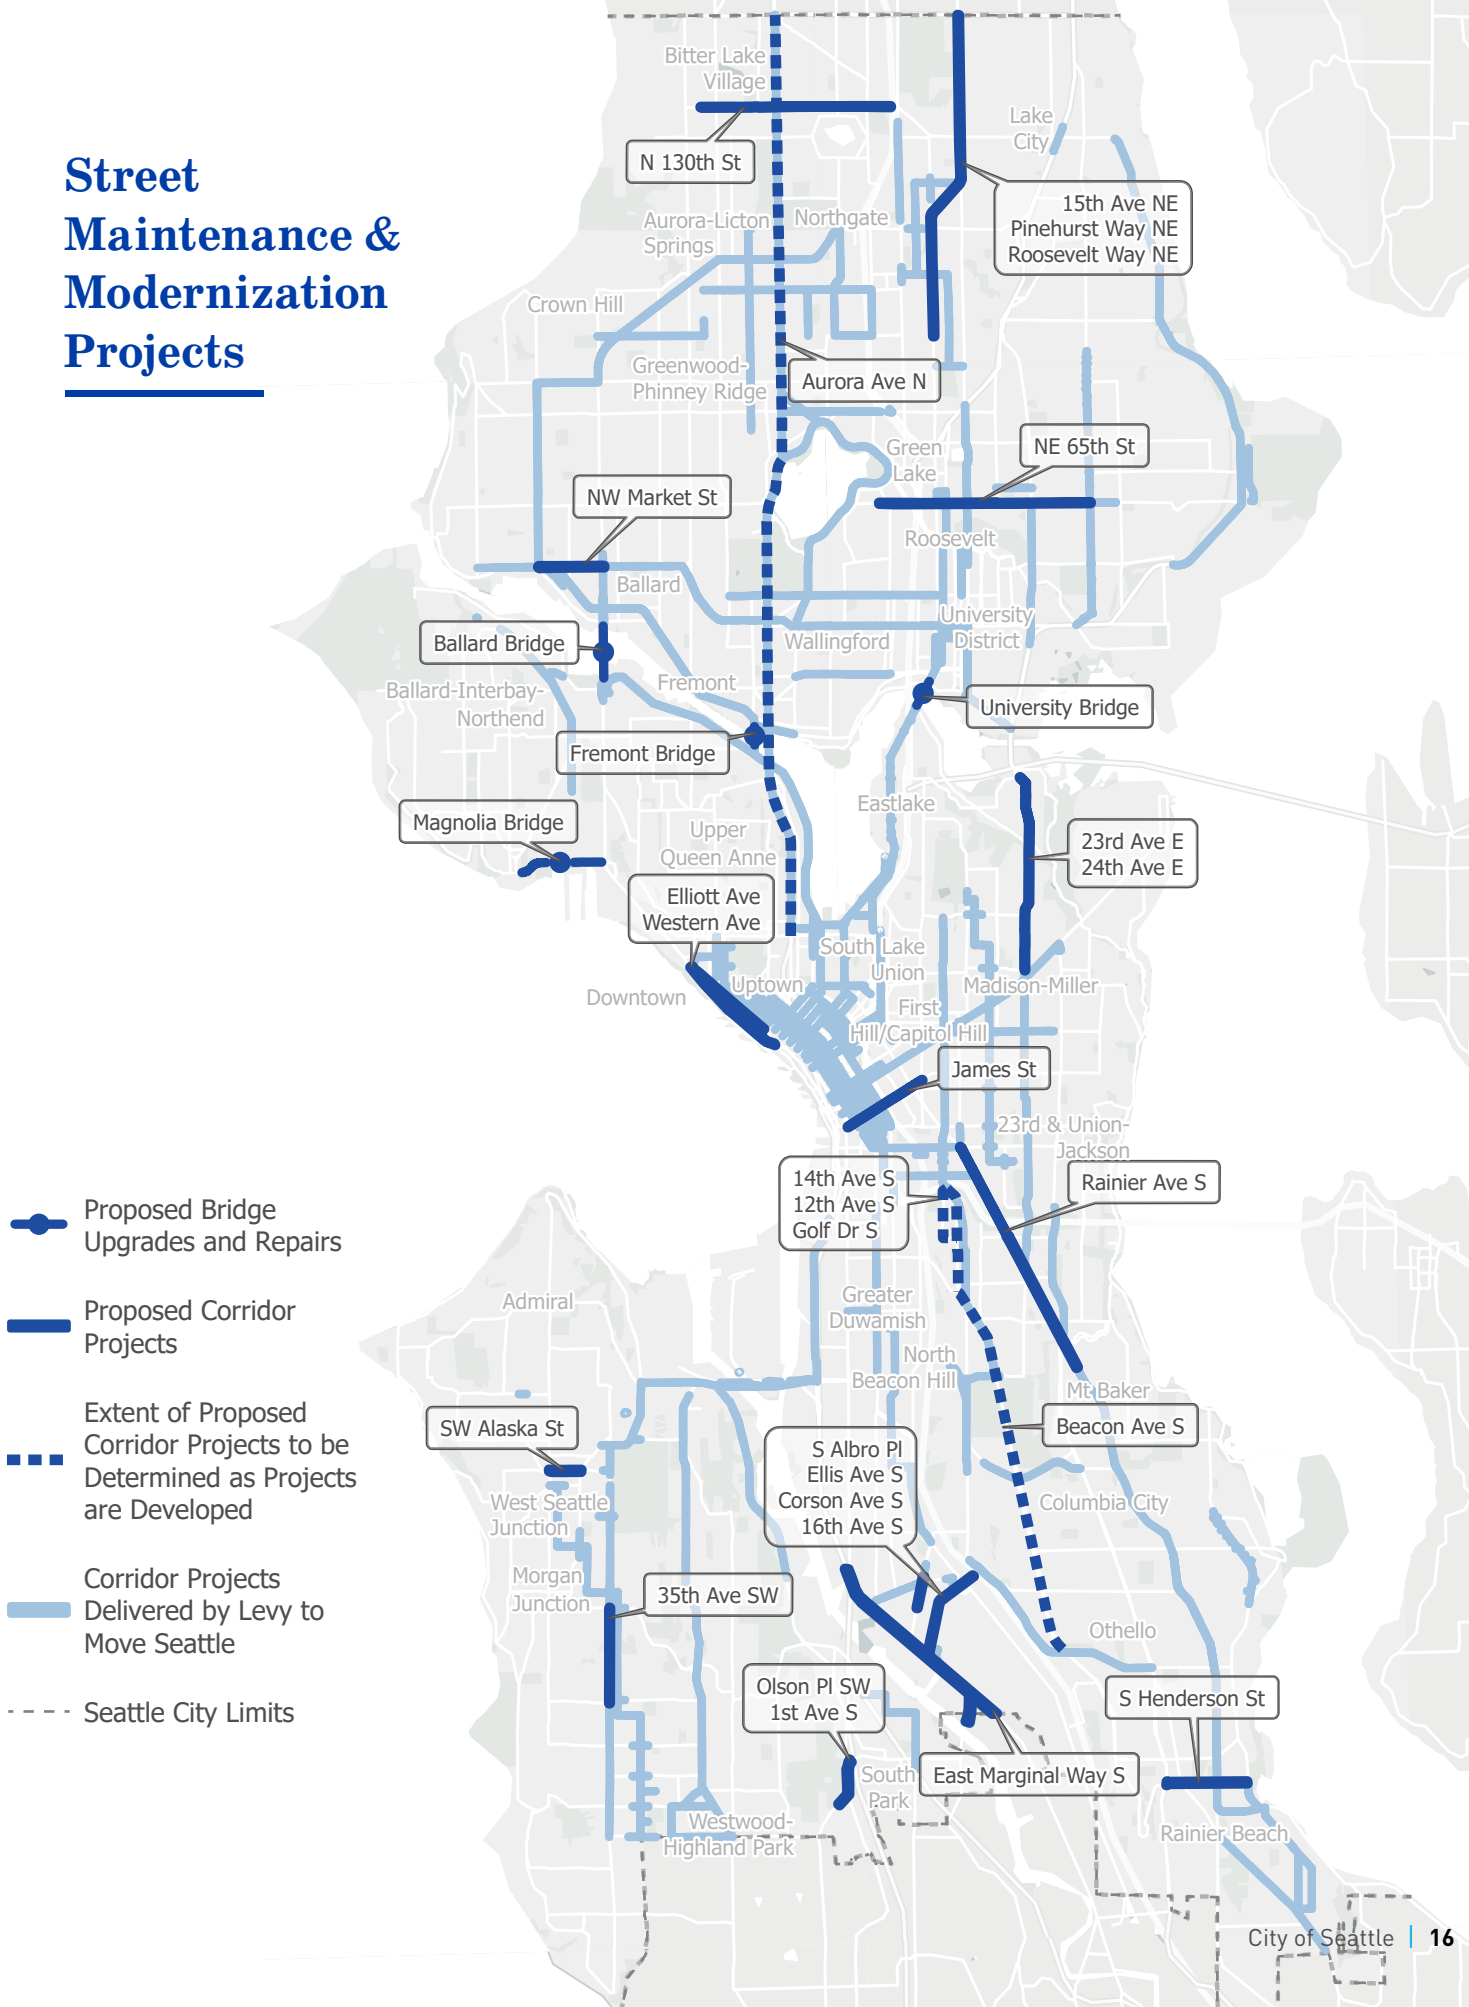 Street
Maintenance &
Modernization
Projects
Bitter Lake
Village
Lake
City
N 130th St
15th Ave NE
Pinehurst Way NE
Roosevelt Way NE
Aurora-Licton
Springs
Northgate
Crown Hill
Greenwood-
Phinney Ridge
Aurora Ave N
Green
Lake
NE 65th St
NW Market St
Roosevelt
Ballard
University
District
Wallingford
Ballard Bridge
Ballard-Interbay-
Northend
Fremont
University Bridge
Fremont Bridge
Eastlake
Magnolia Bridge
Upper
Queen Anne
23rd Ave E
24th Ave E
Elliott Ave
Western Ave
South Lake
Union
Uptown
Downtown
Madison-Miller
First
Hill/Capitol Hill
James St
23rd & Union-
Jackson
14th Ave S
12th Ave S
Golf Dr S
Rainier Ave S
Proposed Bridge
Upgrades and Repairs
Proposed Corridor
Projects
Extent of Proposed
Corridor Projects to be
Determined as Projects
are Developed
Corridor Projects
Delivered by Levy to
Move Seattle
Seattle City Limits
Admiral
Greater
Duwamish
North
Beacon Hill
Mt Baker
SW Alaska St
Beacon Ave S
S Albro Pl
Ellis Ave S
Corson Ave S
16th Ave S
West Seattle
Junction
Columbia City
Morgan
Junction
35th Ave SW
Othello
Olson Pl SW
1st Ave S
S Henderson St
South
Park
East Marginal Way S
Westwood-
Highland Park
Rainier Beach
City of Seattle | 16